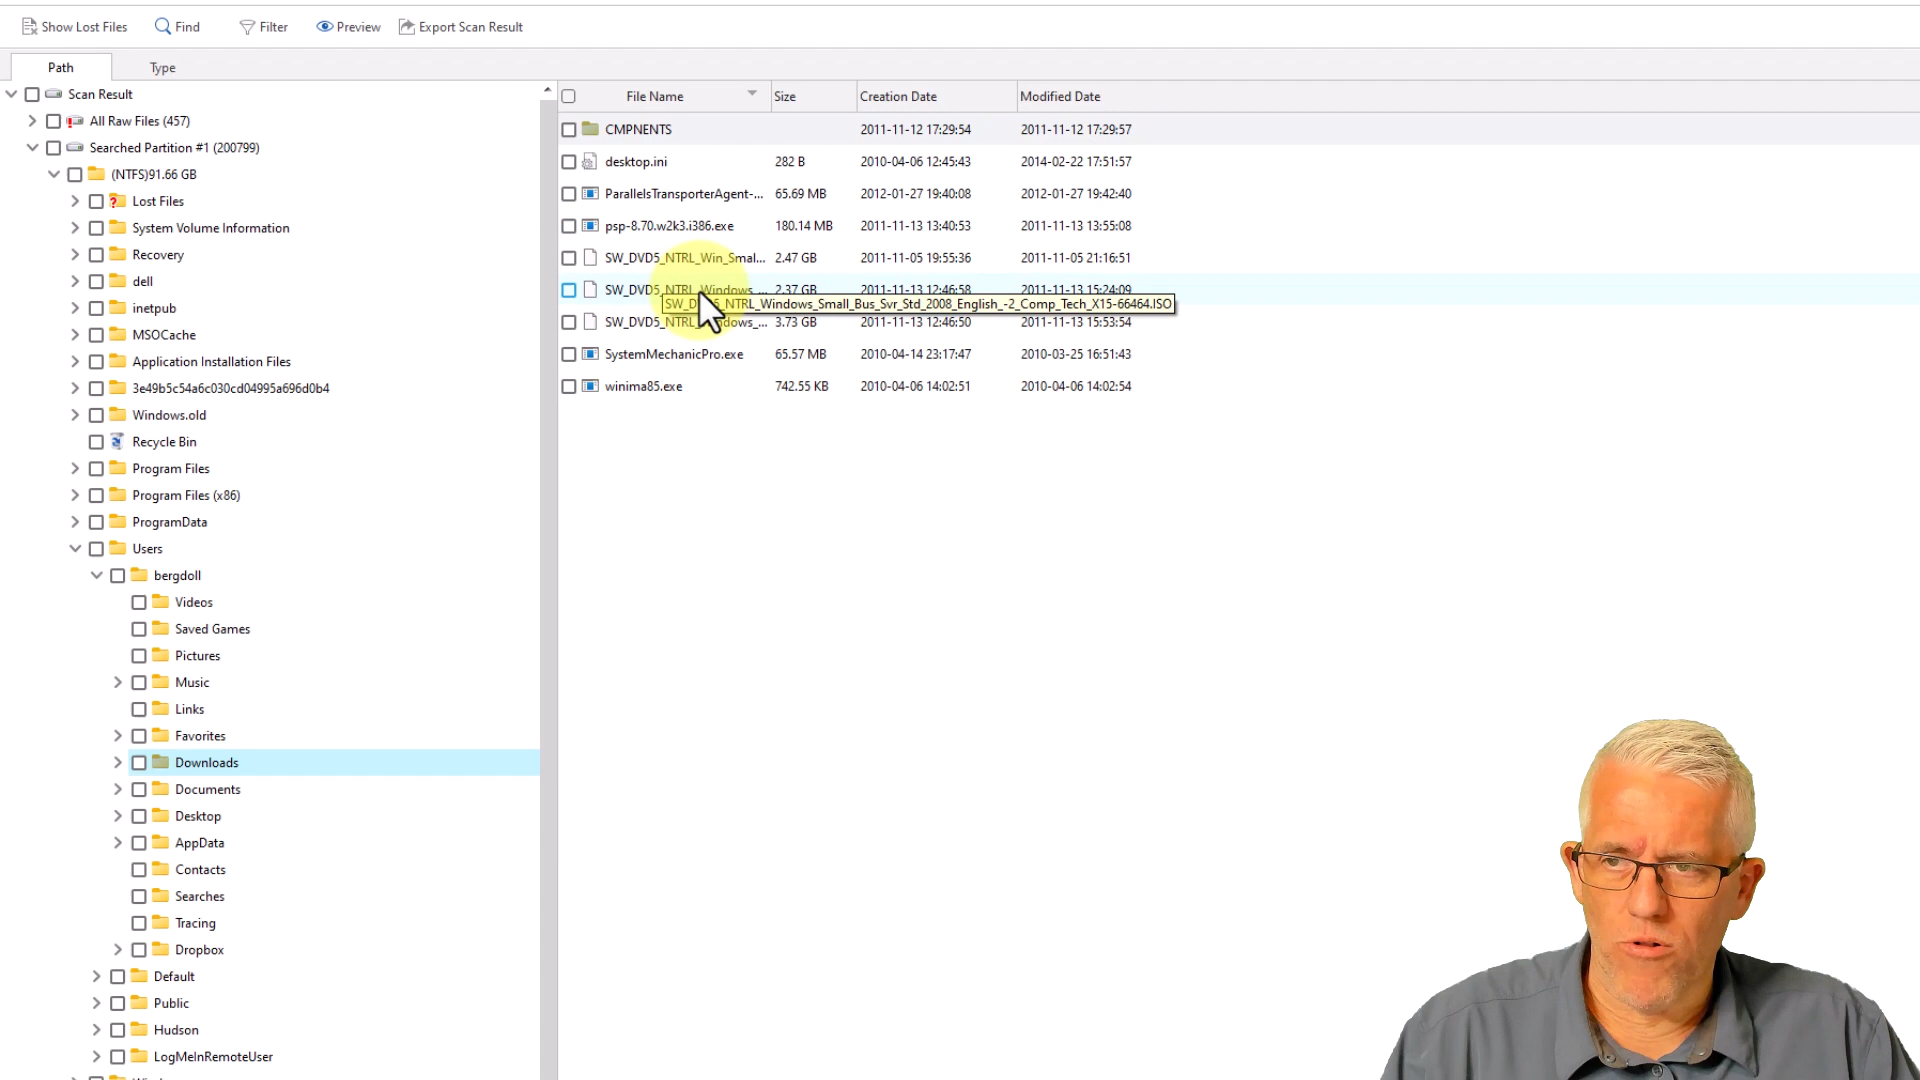 Show Lost Files Find Filter Preview Export Scan Result
Path Type
Scan Result
All Raw Files (457)
Searched Partition #1 (200799)
(NTFS)91.66 GB
Lost Files
System Volume Information
Recovery
dell
inetpub
MSOCache
Application Installation Files
3e49b5c54a6c030cd04995a696d0b4
Windows.old
Recycle Bin
Program Files
Program Files (x86)
ProgramData
Users
bergdoll
Videos
Saved Games
Pictures
Music
Links
Favorites
Downloads
Documents
Desktop
AppData
Contacts
Searches
Tracing
Dropbox
Default
Public
Hudson
LogMeInRemoteUser
File Name Size Creation Date Modified Date
CMPNENTS 2011-11-12 17:29:54 2011-11-12 17:29:57
desktop.ini 282 B 2010-04-06 12:45:43 2014-02-22 17:51:57
ParallelsTransporterAgent-... 65.69 MB 2012-01-27 19:40:08 2012-01-27 19:42:40
psp-8.70.w2k3.i386.exe 180.14 MB 2011-11-13 13:40:53 2011-11-13 13:55:08
SW_DVD5_NTRL_Win_Smal... 2.47 GB 2011-11-05 19:55:36 2011-11-05 21:16:51
SW_DVD5_NTRL_Windows_... 2.37 GB 2011-11-13 12:46:58 2011-11-13 15:24:09
SW_DVD5_NTRL_Windows_Small_Bus_Svr_Std_2008_English_-2_Comp_Tech_X15-66464.ISO
SW_DVD5_NTRL_Windows_... 3.73 GB 2011-11-13 12:46:50 2011-11-13 15:53:54
SystemMechanicPro.exe 65.57 MB 2010-04-14 23:17:47 2010-03-25 16:51:43
winima85.exe 742.55 KB 2010-04-06 14:02:51 2010-04-06 14:02:54